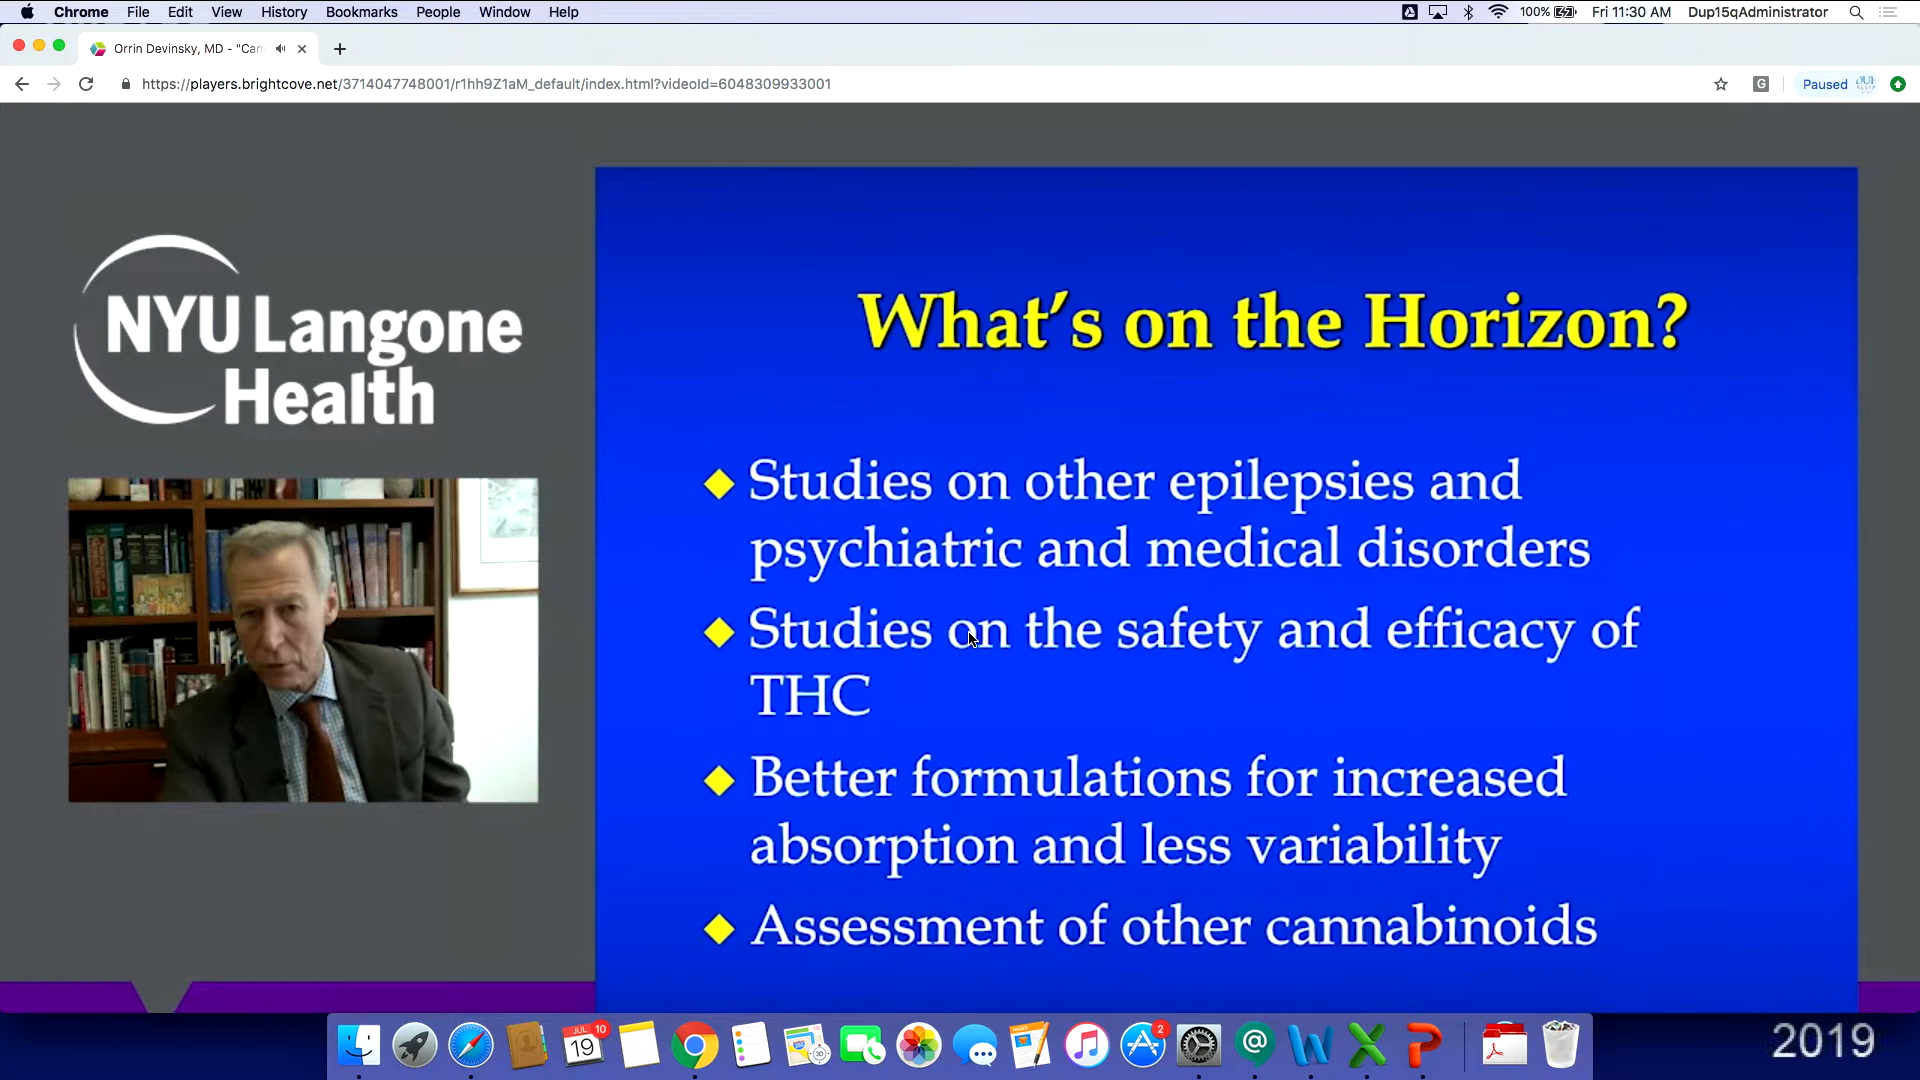 Chrome File Edit View History Bookmarks People Window Help
100% Fri 11:30 AM Dup15qAdministrator
Orrin Devinsky, MD - "Can
https://players.brightcove.net/3714047748001/r1hh9Z1aM_default/index.html?videoId=6048309933001
G
Paused
NYU Langone
Health
What's on the Horizon?
Studies on other epilepsies and
psychiatric and medical disorders
Studies on the safety and efficacy of
THC
Better formulations for increased
absorption and less variability
Assessment of other cannabinoids
JUL
10
19
2
2019